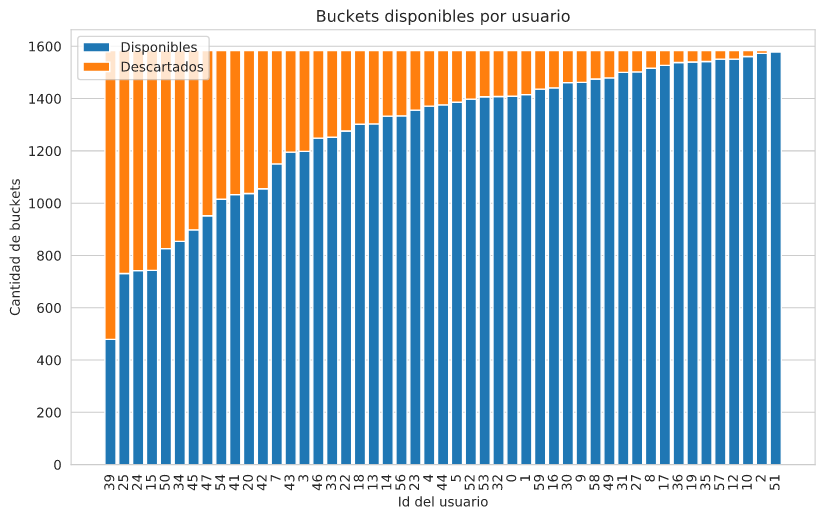 Buckets disponibles por usuario
Disponibles
Descartados
1600
1400
1200
1000
800
600
400
200
0
Cantidad de buckets
39 25 24 15 50 34 45 47 54 41 20 42 7 43 3 46 33 22 18 13 14 56 23 4 44 5 52 53 32 0 1 59 16 30 9 58 49 31 27 8 17 36 19 35 57 12 10 2 51
Id del usuario